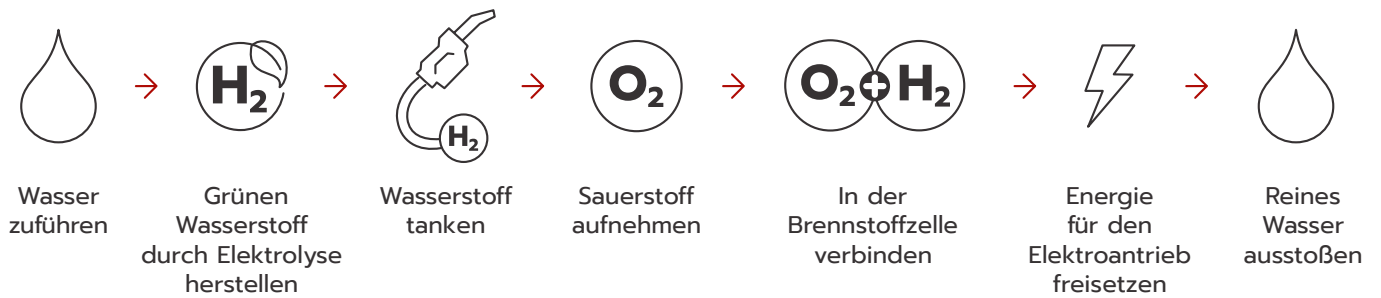 H₂
H₂
O₂
O₂+H₂
Wasser
zuführen
Grünen
Wasserstoff
durch Elektrolyse
herstellen
Wasserstoff
tanken
Sauerstoff
aufnehmen
In der
Brennstoffzelle
verbinden
Energie
für den
Elektroantrieb
freisetzen
Reines
Wasser
ausstoßen